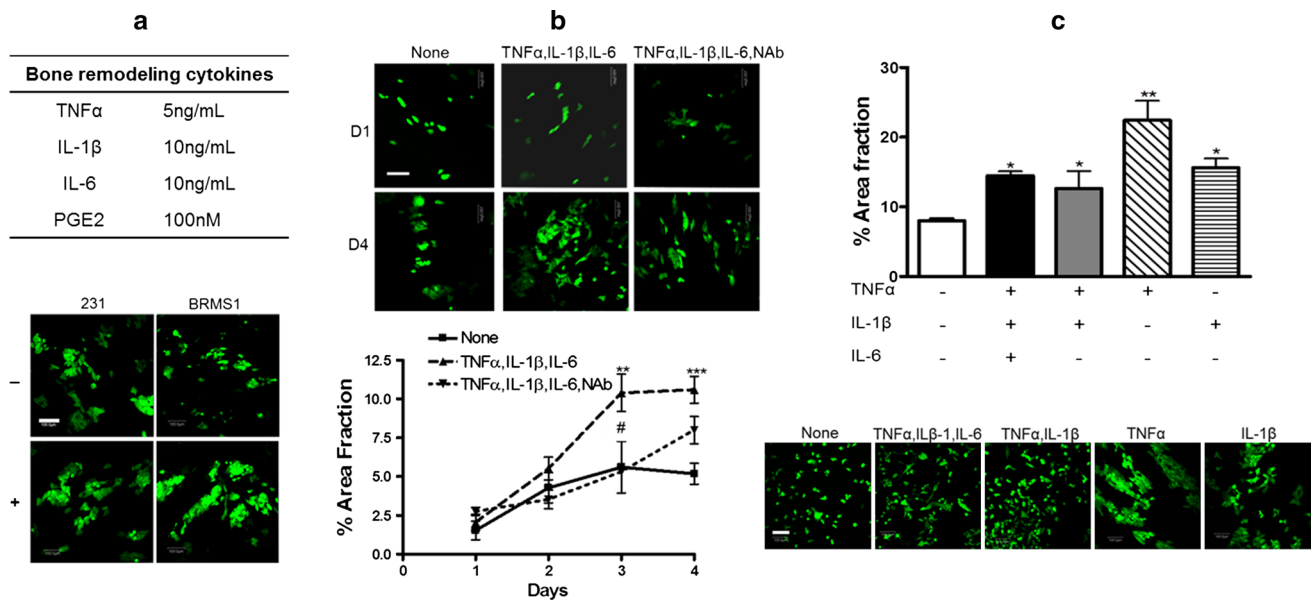 a
Bone remodeling cytokines
TNFα 5ng/mL
IL-1β 10ng/mL
IL-6 10ng/mL
PGE2 100nM
231 BRMS1
–
+
b
None TNFα,IL-1β,IL-6 TNFα,IL-1β,IL-6,NAb
D1
D4
None
TNFα,IL-1β,IL-6
TNFα,IL-1β,IL-6,NAb
% Area Fraction
12.5
10.0
7.5
5.0
2.5
0.0
** ***
#
0 1 2 3 4
Days
c
% Area fraction
30
20
10
0
* * ** *
TNFα - + + + -
IL-1β - + + - +
IL-6 - + - - -
None TNFα,ILβ-1,IL-6 TNFα,IL-1β TNFα IL-1β